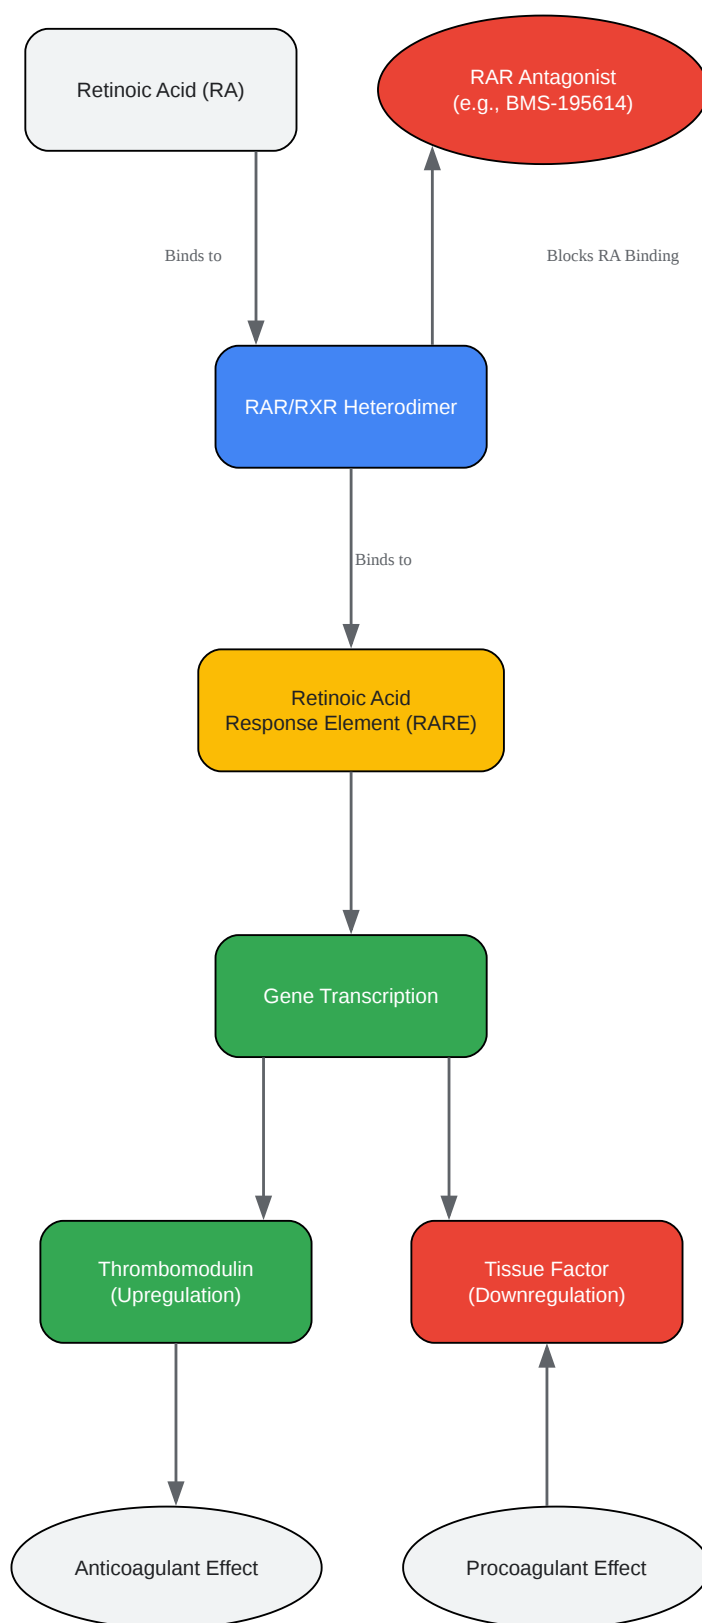 Retinoic Acid (RA)
RAR Antagonist
(e.g., BMS-195614)
Binds to
Blocks RA Binding
RAR/RXR Heterodimer
Binds to
Retinoic Acid
Response Element (RARE)
Gene Transcription
Thrombomodulin
(Upregulation)
Tissue Factor
(Downregulation)
Anticoagulant Effect
Procoagulant Effect